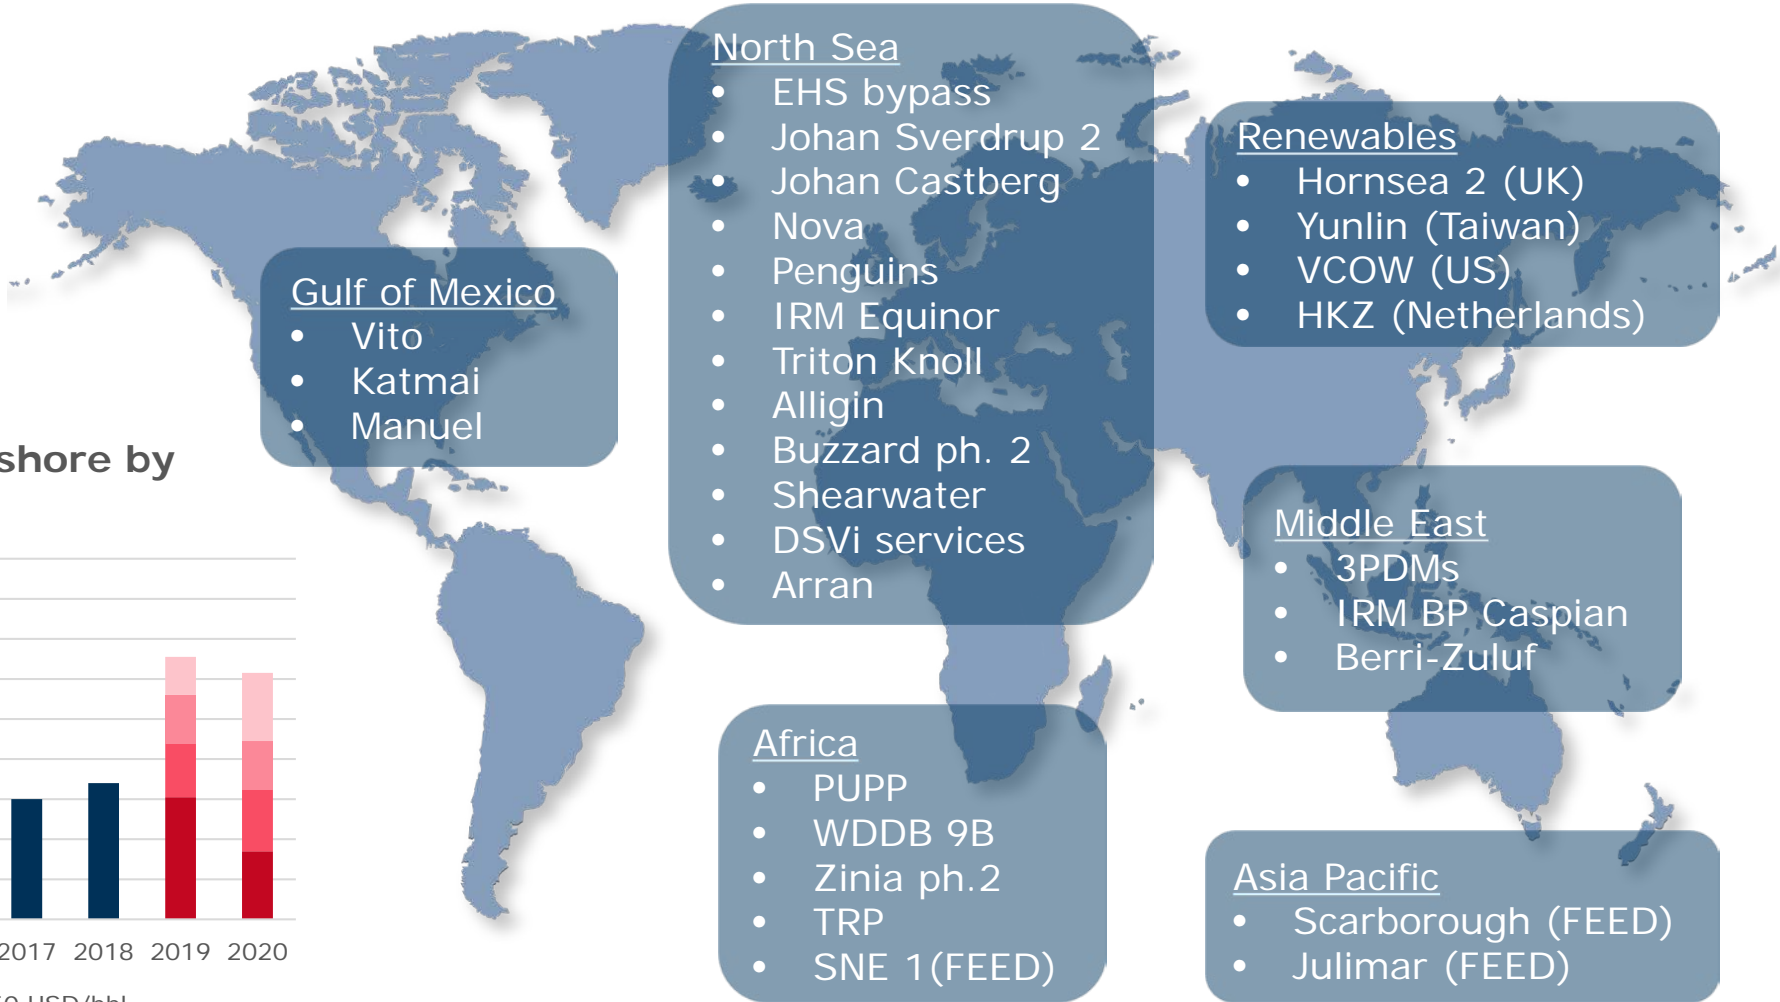 North Sea
• EHS bypass
• Johan Sverdrup 2
• Johan Castberg
• Nova
• Penguins
• IRM Equinor
• Triton Knoll
• Alligin
• Buzzard ph. 2
• Shearwater
• DSVi services
• Arran
Renewables
• Hornsea 2 (UK)
• Yunlin (Taiwan)
• VCOW (US)
• HKZ (Netherlands)
Gulf of Mexico
• Vito
• Katmai
• Manuel
shore by
Middle East
• 3PDMs
• IRM BP Caspian
• Berri-Zuluf
Africa
• PUPP
• WDDB 9B
• Zinia ph.2
• TRP
• SNE 1(FEED)
Asia Pacific
• Scarborough (FEED)
• Julimar (FEED)
2017 2018 2019 2020
USD/bbl